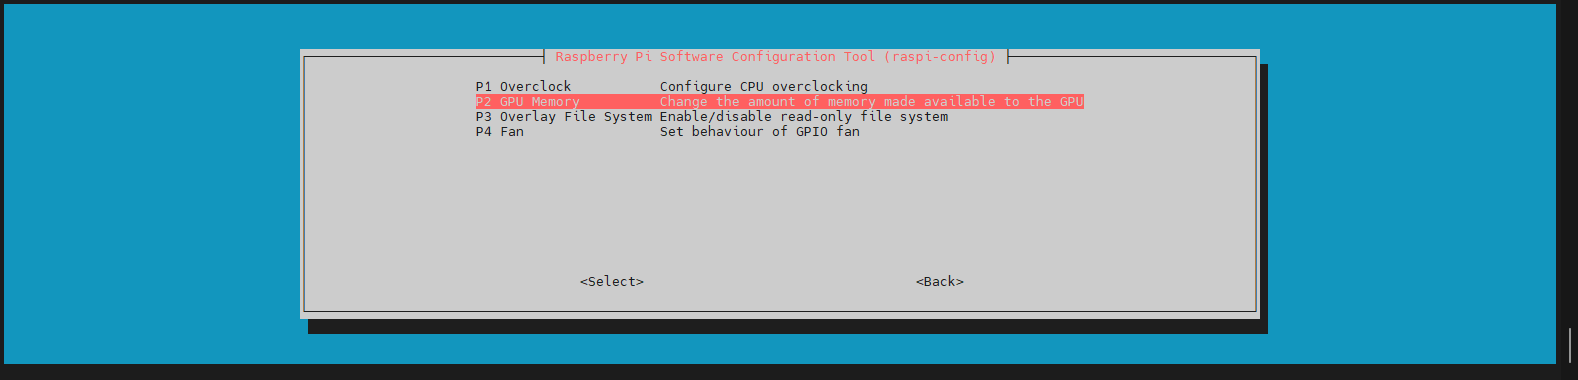 Raspberry Pi Software Configuration Tool (raspi-config)
P1 Overclock Configure CPU overclocking
P2 GPU Memory Change the amount of memory made available to the GPU
P3 Overlay File System Enable/disable read-only file system
P4 Fan Set behaviour of GPIO fan
<Select> <Back>